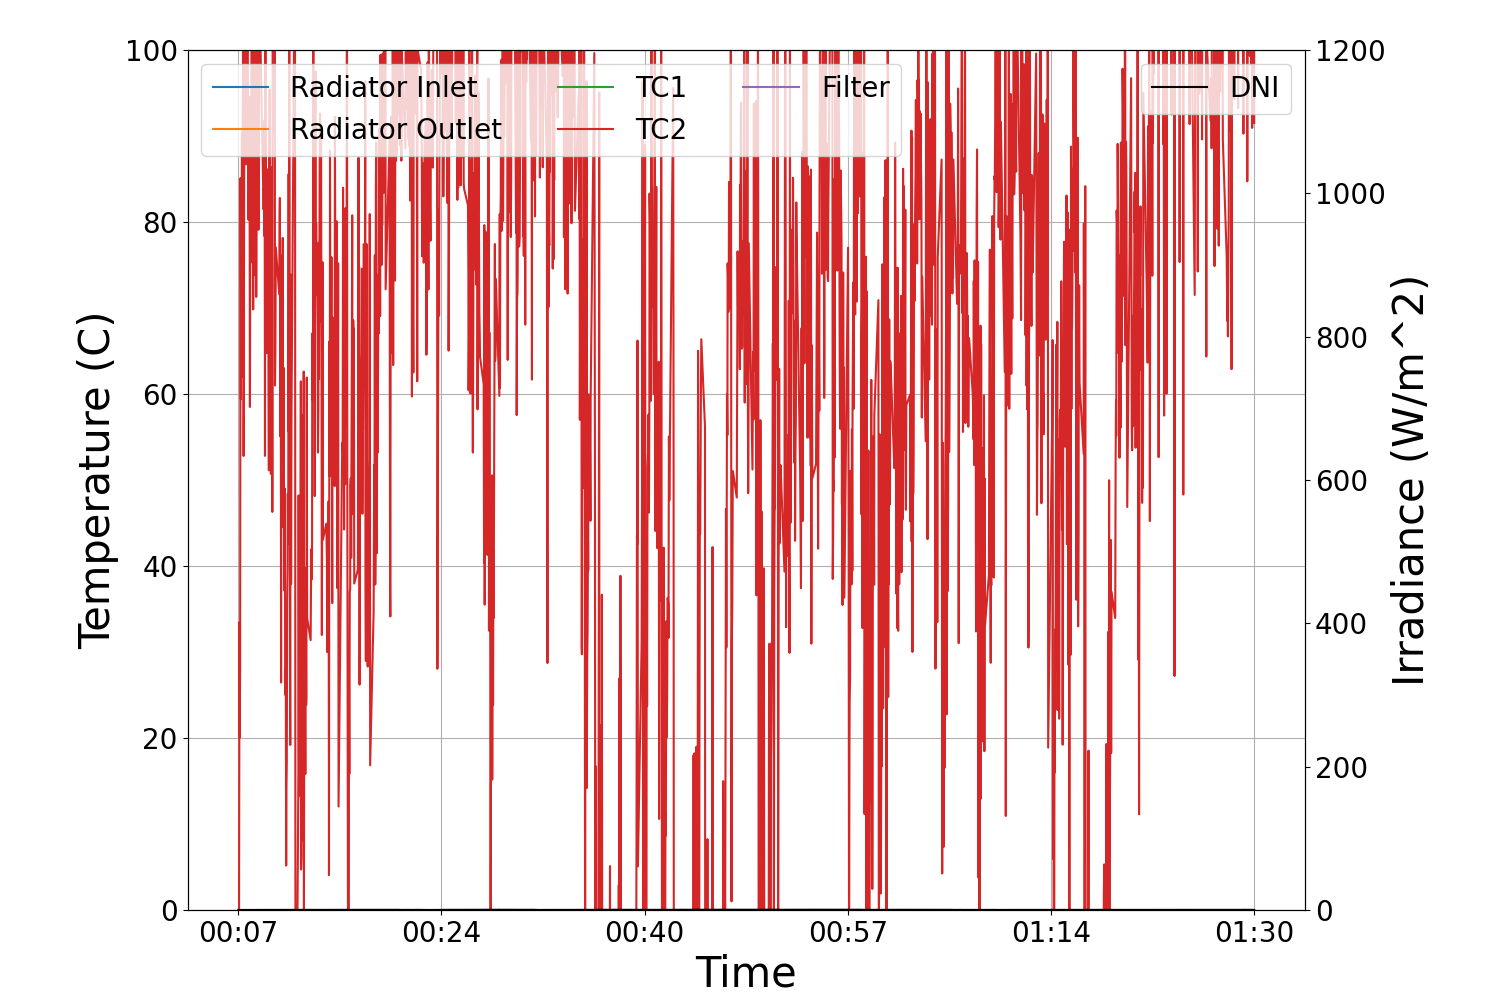 100
80
60
40
20
0
Temperature (C)
Radiator Inlet
Radiator Outlet
TC1
TC2
Filter
DNI
1200
1000
800
600
400
200
0
Irradiance (W/m^2)
00:07
00:24
00:40
00:57
01:14
01:30
Time